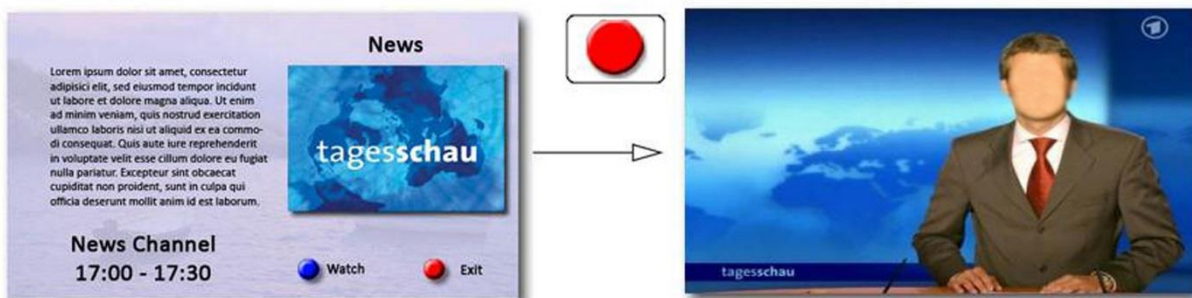 News
Lorem ipsum dolor sit amet, consectetur
adipisici elit, sed eiusmod tempor incidunt
ut labore et dolore magna aliqua. Ut enim
ad minim veniam, quis nostrud exercitation
ullamco laboris nisi ut aliquid ex ea commo-
di consequat. Quis aute iure reprehenderit
in voluptate velit esse cillum dolore eu fugiat
nulla pariatur. Excepteur sint obcaecat
cupiditat non proident, sunt in culpa qui
officia deserunt mollit anim id est laborum.
tagesschau
News Channel
17:00 - 17:30
Watch
Exit
1
tagesschau